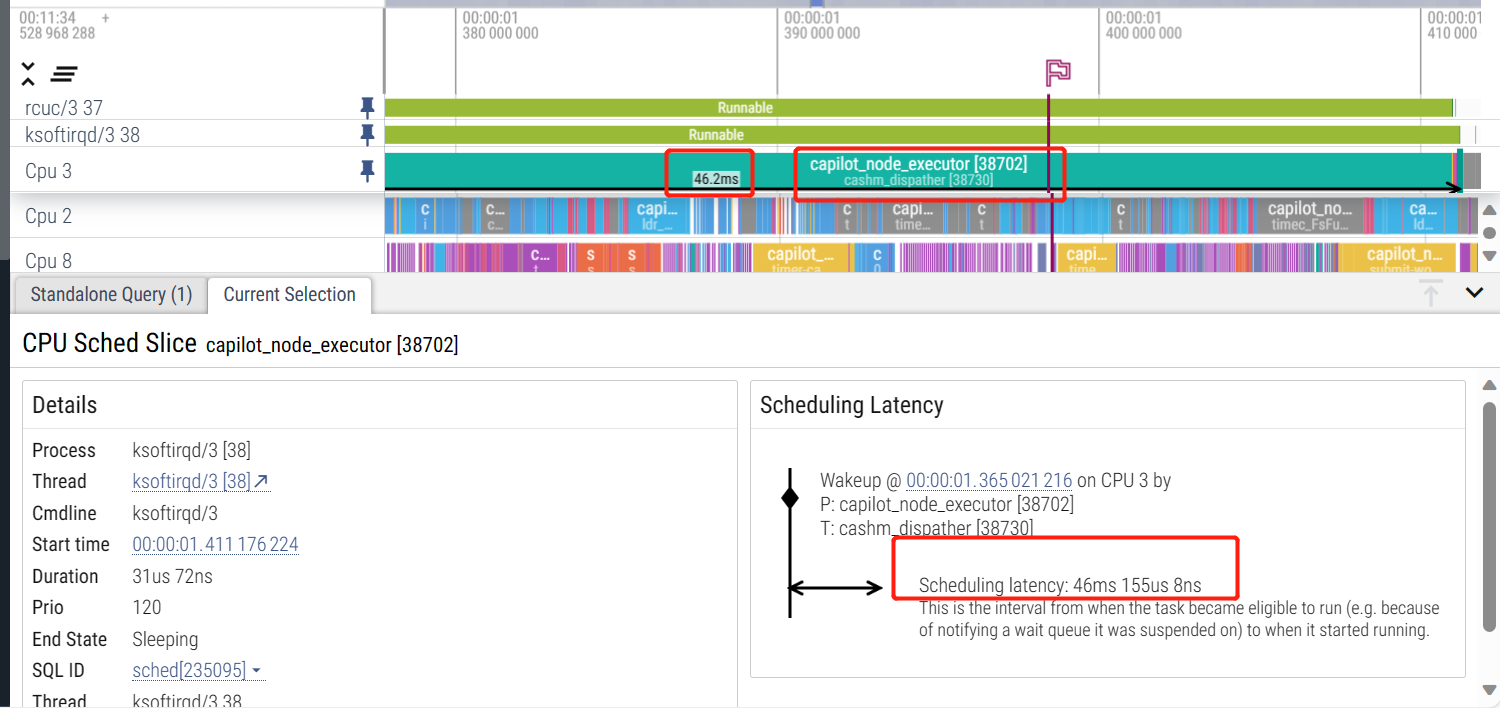 00:11:34 +
528 968 288
00:00:01
380 000 000
00:00:01
390 000 000
00:00:01
400 000 000
00:00:01
410 000
rcuc/3 37
Runnable
ksoftirqd/3 38
Runnable
Cpu 3
46.2ms
capilot_node_executor [38702]
cashm_dispather [38730]
Cpu 2
c
i
c...
c...
capi...
ldr_...
c
t
capi...
time...
c
t
c
t
capilot_no...
timec_FsFu...
ca...
ld...
Cpu 8
c...
t
s
s
s
s
capilot_...
timer-ca...
c
0
capi...
time...
capilot_n...
submit-wo...
Standalone Query (1)
Current Selection
CPU Sched Slice capilot_node_executor [38702]
Details
Process ksoftirqd/3 [38]
Thread ksoftirqd/3 [38]
Cmdline ksoftirqd/3
Start time 00:00:01.411 176 224
Duration 31us 72ns
Prio 120
End State Sleeping
SQL ID sched[235095]
Thread ksoftirqd/3 38
Scheduling Latency
Wakeup @ 00:00:01.365 021 216 on CPU 3 by
P: capilot_node_executor [38702]
T: cashm_dispather [38730]
Scheduling latency: 46ms 155us 8ns
This is the interval from when the task became eligible to run (e.g. because
of notifying a wait queue it was suspended on) to when it started running.